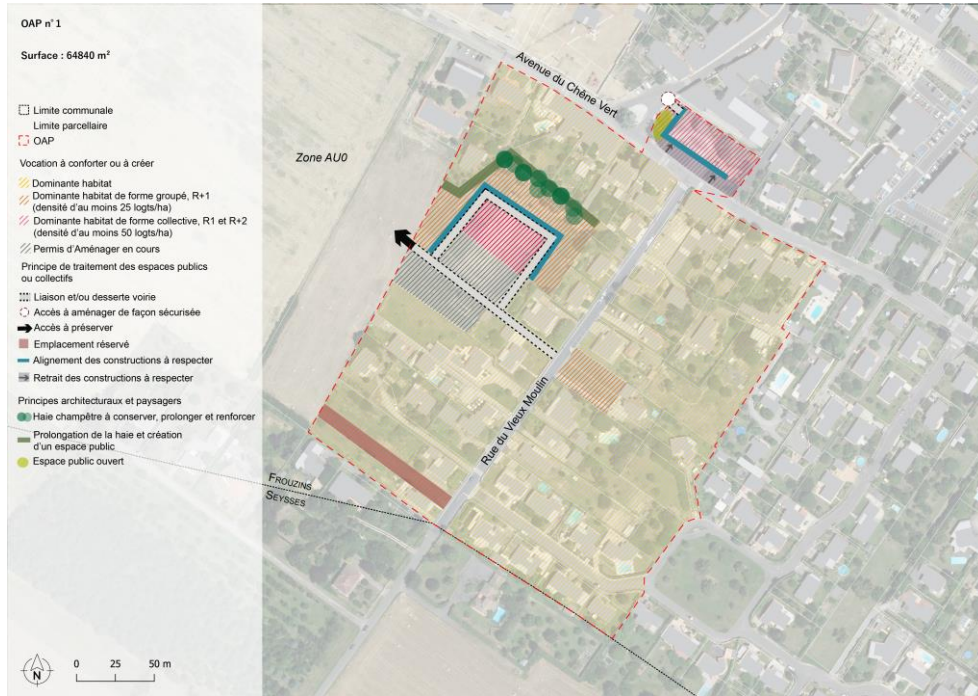 OAP n° 1
Surface : 64840 m²
Limite communale
Limite parcellaire
OAP
Vocation à conforter ou à créer
Dominante habitat
Dominante habitat de forme groupé, R+1
(densité d'au moins 25 logts/ha)
Dominante habitat de forme collective, R1 et R+2
(densité d'au moins 50 logts/ha)
Permis d'Aménager en cours
Principe de traitement des espaces publics
ou collectifs
Liaison et/ou desserte voirie
Accès à aménager de façon sécurisée
Accès à préserver
Emplacement réservé
Alignement des constructions à respecter
Retrait des constructions à respecter
Principes architecturaux et paysagers
Haie champêtre à conserver, prolonger et renforcer
Prolongation de la haie et création
d'un espace public
Espace public ouvert
N
0 25 50 m
Avenue du Chêne Vert
Zone AU0
Rue du Vieux Moulin
FROUZINS
SEYSSES